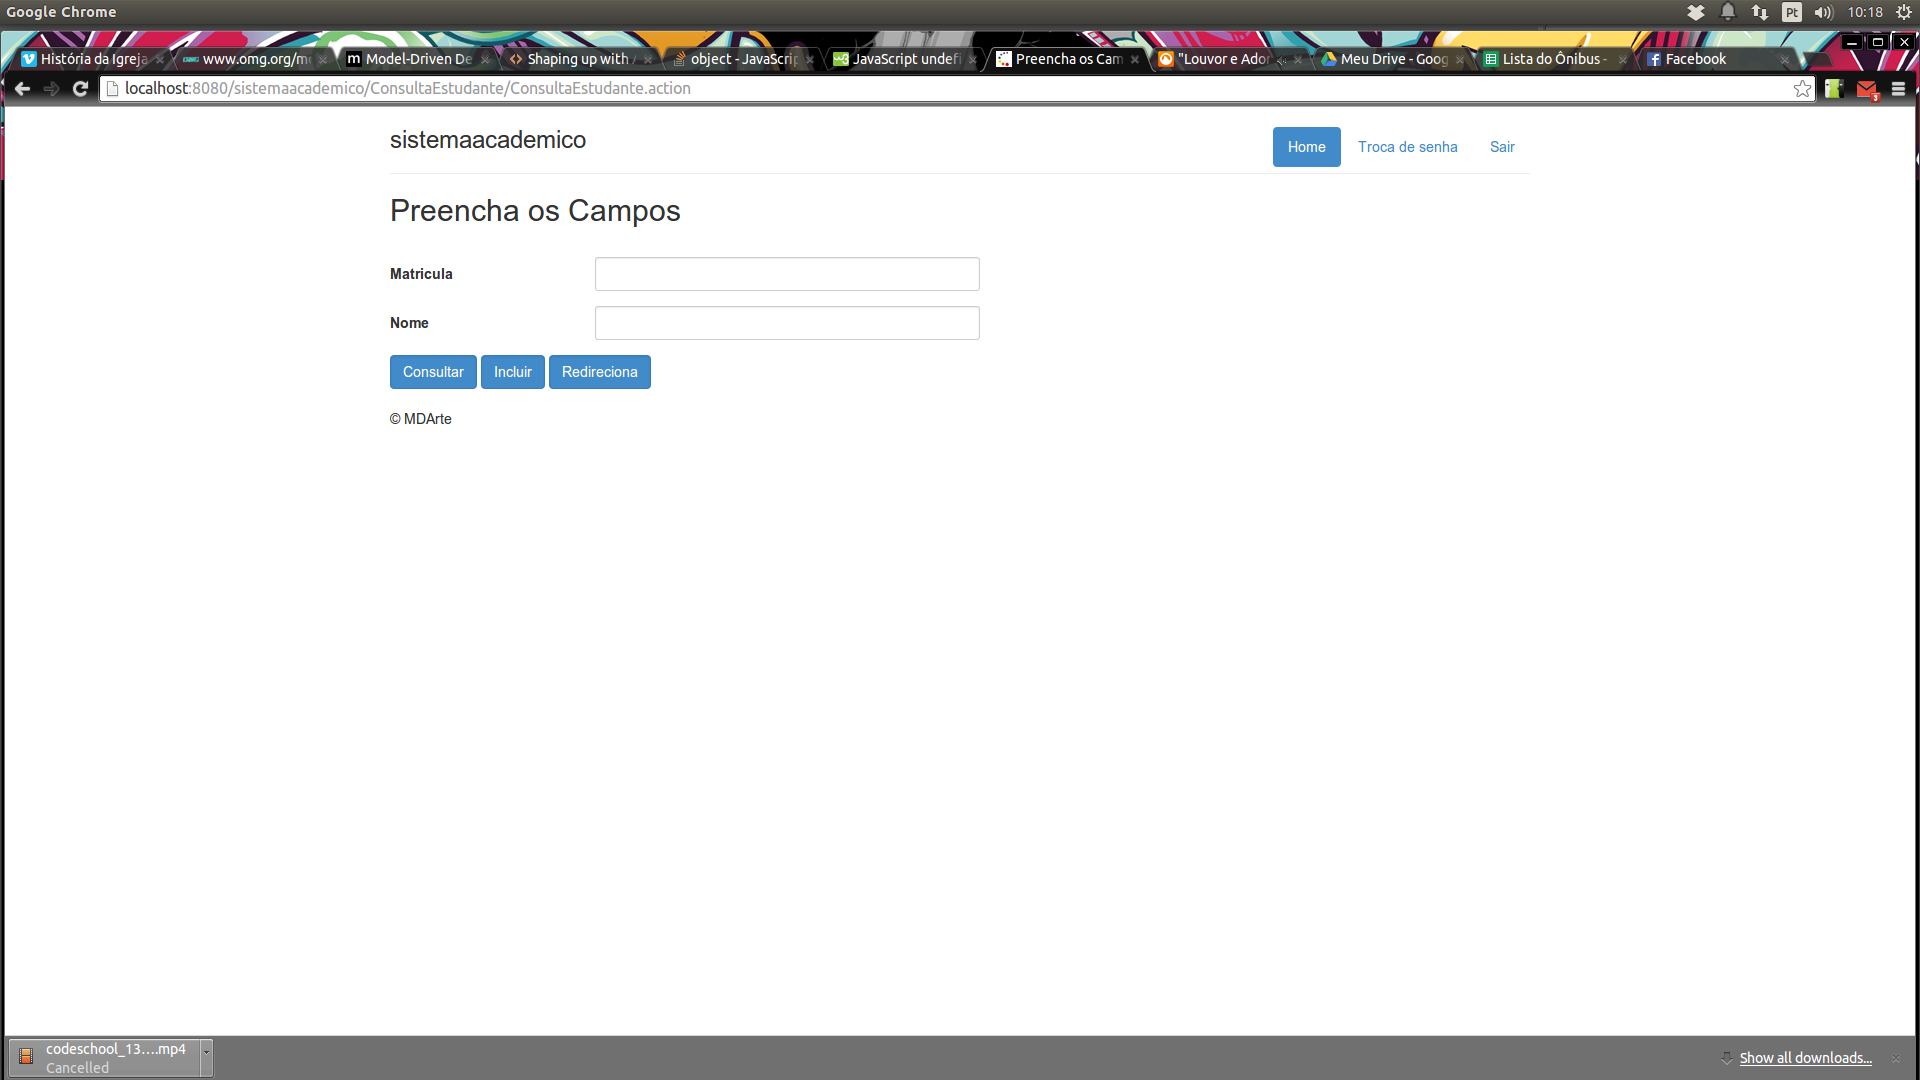 Google Chrome
Pt
10:18
História da Igreja
www.omg.org/m
Model-Driven De
Shaping up with
object - JavaScrip
JavaScript undefi
Preencha os Cam
"Louvor e Ador
Meu Drive - Goog
Lista do Ônibus -
Facebook
localhost:8080/sistemaacademico/ConsultaEstudante/ConsultaEstudante.action
3
sistemaacademico
Home
Troca de senha
Sair
Preencha os Campos
Matricula
Nome
Consultar
Incluir
Redireciona
© MDArte
codeschool_13....mp4
Cancelled
Show all downloads...